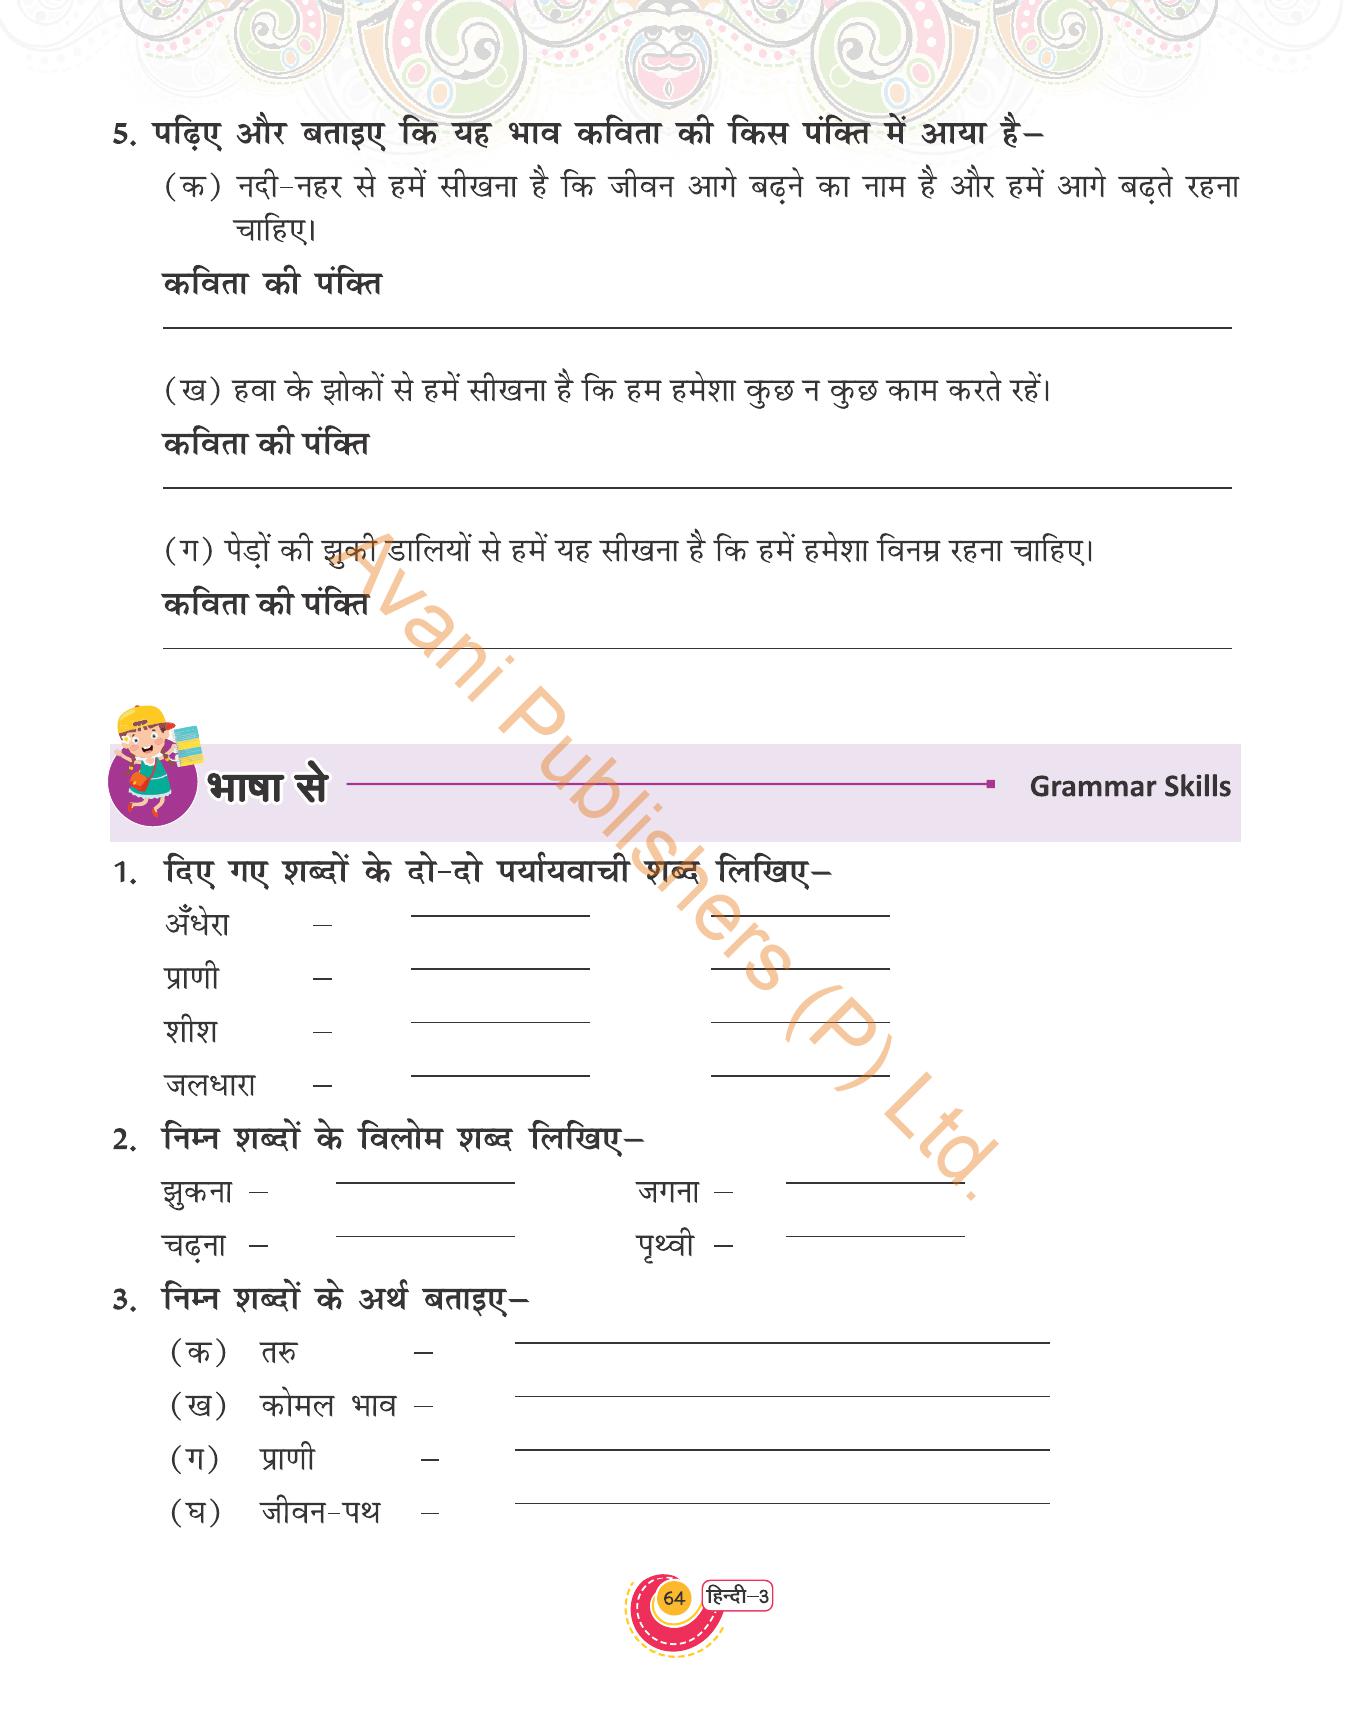 5. पढ़िए और बताइए कि यह भाव कविता की किस पंक्ति में आया है–
(क) नदी-नहर से हमें सीखना है कि जीवन आगे बढ़ने का नाम है और हमें आगे बढ़ते रहना
चाहिए।
कविता की पंक्ति
(ख) हवा के झोकों से हमें सीखना है कि हम हमेशा कुछ न कुछ काम करते रहें।
कविता की पंक्ति
(ग) पेड़ों की झुकी डालियों से हमें यह सीखना है कि हमें हमेशा विनम्र रहना चाहिए।
कविता की पंक्ति
भाषा से Grammar Skills
1. दिए गए शब्दों के दो-दो पर्यायवाची शब्द लिखिए–
अँधेरा –
प्राणी –
शीश –
जलधारा –
2. निम्न शब्दों के विलोम शब्द लिखिए–
झुकना – जगना –
चढ़ना – पृथ्वी –
3. निम्न शब्दों के अर्थ बताइए–
(क) तरु –
(ख) कोमल भाव –
(ग) प्राणी –
(घ) जीवन-पथ –
64 हिन्दी–3
Avani Publishers (P) Ltd.